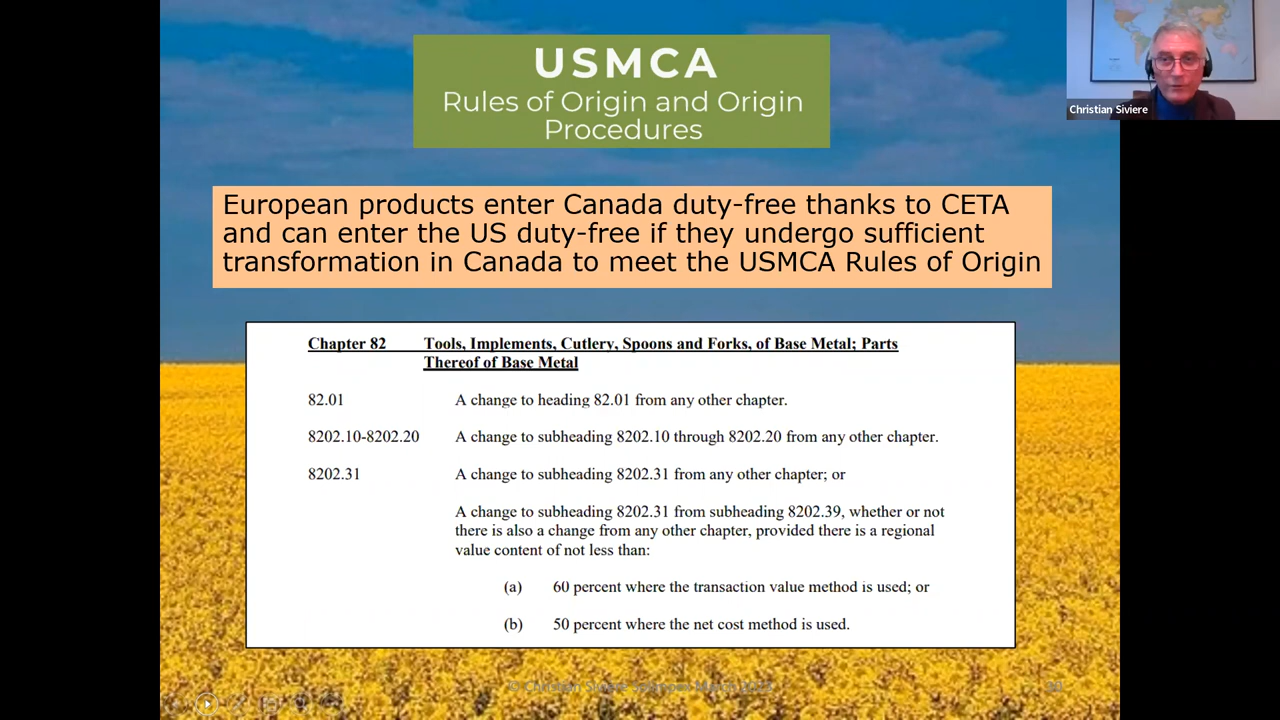 USMCA
Rules of Origin and Origin
Procedures
Christian Siviere
European products enter Canada duty-free thanks to CETA
and can enter the US duty-free if they undergo sufficient
transformation in Canada to meet the USMCA Rules of Origin
Chapter 82 Tools, Implements, Cutlery, Spoons and Forks, of Base Metal; Parts
Thereof of Base Metal
82.01 A change to heading 82.01 from any other chapter.
8202.10-8202.20 A change to subheading 8202.10 through 8202.20 from any other chapter.
8202.31 A change to subheading 8202.31 from any other chapter; or
A change to subheading 8202.31 from subheading 8202.39, whether or not
there is also a change from any other chapter, provided there is a regional
value content of not less than:
(a) 60 percent where the transaction value method is used; or
(b) 50 percent where the net cost method is used.
© Christian Siviere